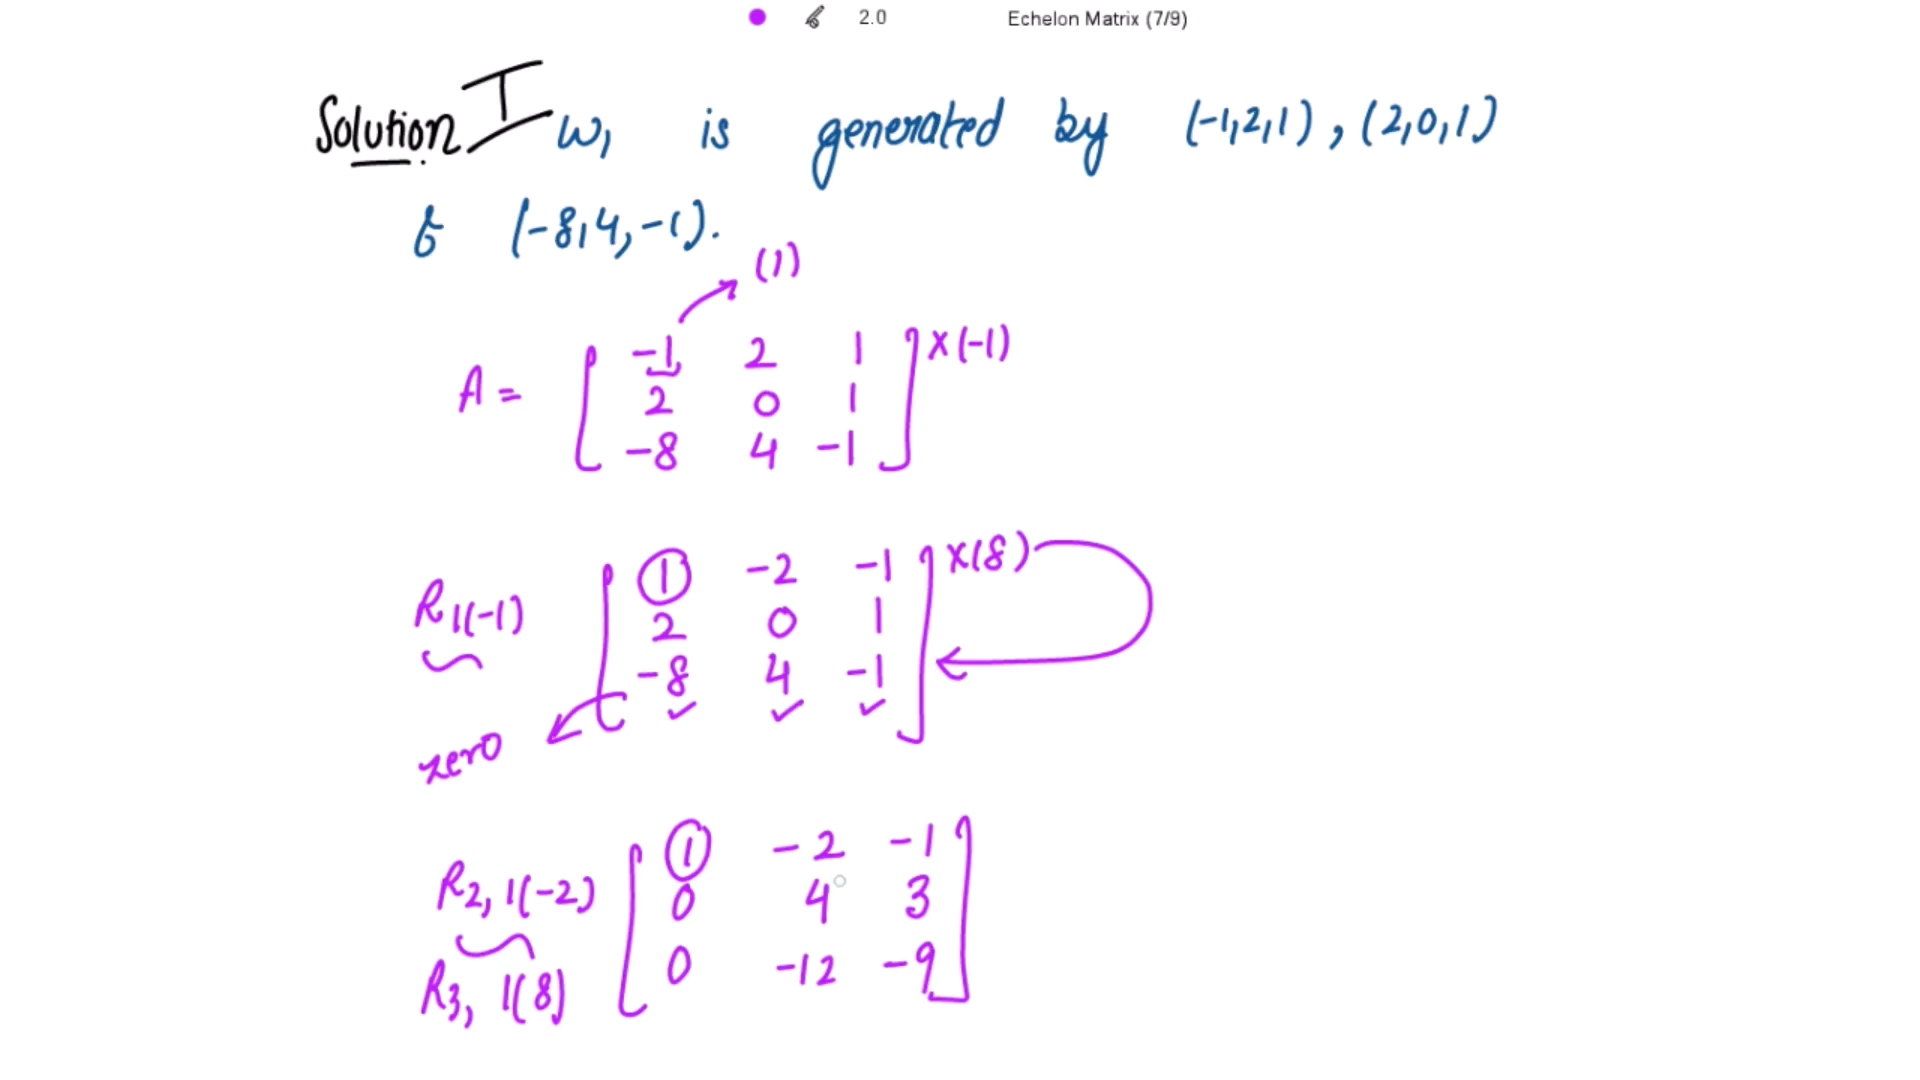 2.0 Echelon Matrix (7/9)
Solution I W₁ is generated by (-1,2,1), (2,0,1)
& (-8,4,-1).
(1)
A = [ -1 2 1 ] x(-1)
2 0 1
-8 4 -1
R1(-1) [ 1 -2 -1 ] x(8)
2 0 1
-8 4 -1
zero
R2,1(-2) [ 1 -2 -1 ]
0 4 3
R3,1(8) 0 -12 -9